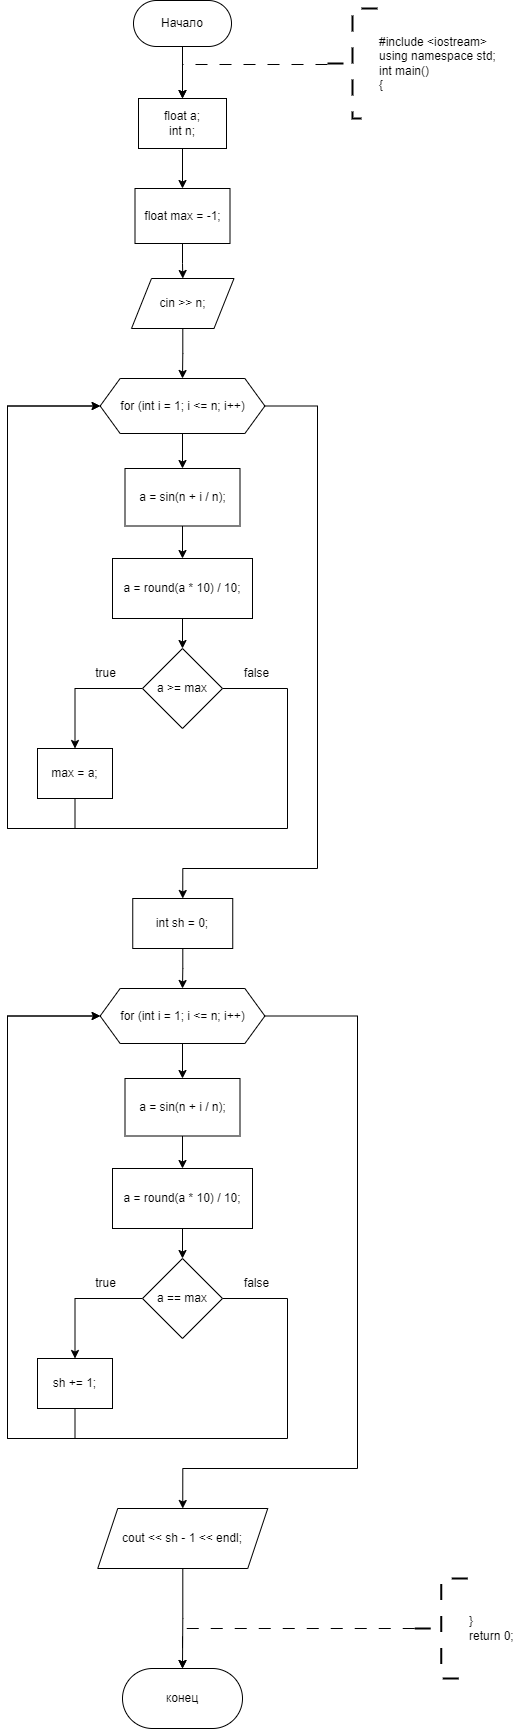 Начало
#include <iostream>
using namespace std;
int main()
{
float a;
int n;
float max = -1;
cin >> n;
for (int i = 1; i <= n; i++)
a = sin(n + i / n);
a = round(a * 10) / 10;
true
false
a >= max
max = a;
int sh = 0;
for (int i = 1; i <= n; i++)
a = sin(n + i / n);
a = round(a * 10) / 10;
true
false
a == max
sh += 1;
cout << sh - 1 << endl;
}
return 0;
конец